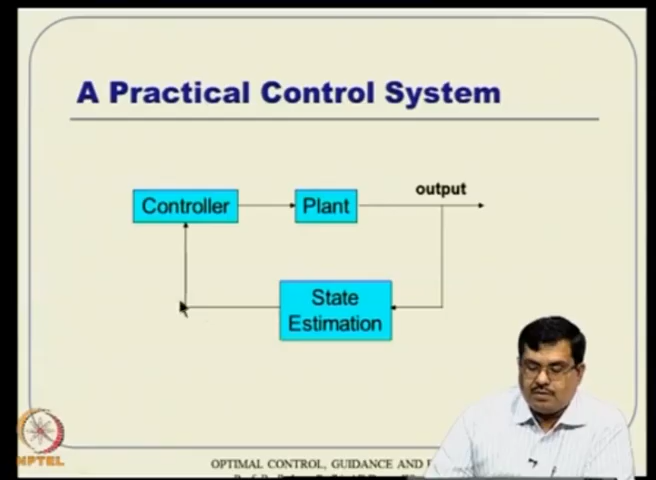 A Practical Control System
output
Controller
Plant
State
Estimation
NPTEL
OPTIMAL CONTROL, GUIDANCE AND